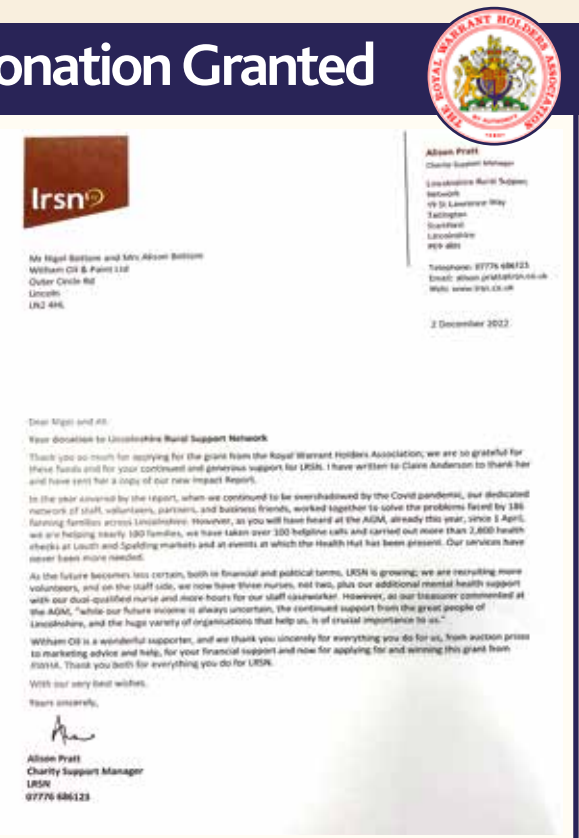 onation Granted
THE ROYAL WARRANT HOLDERS ASSOCIATION
BY AUTHORITY
lrsn
Alison Pratt
Charity Support Manager
Lincolnshire Rural Support
Network
Way
Stamford
Lincolnshire
PE9
Telephone: 07776 686123
Email: alison.pratt@lrsn.co.uk
Web: www.lrsn.co.uk
Mr Nigel Bottom and Mrs Alison Bottom
Witham Oil & Paint Ltd
Outer Circle Rd
Lincoln
LN2 4HL
2 December 2022
Dear Nigel and Ali
Your donation to Lincolnshire Rural Support Network
Thank you so much for applying for the grant from the Royal Warrant Holders Association, we are so grateful for
these funds and for your continued and generous support for LRSN. I have written to Claire Anderson to thank her
and have sent her a copy of our new Impact Report.
In the year covered by the report, when we continued to be overshadowed by the Covid pandemic, our dedicated
network of staff, volunteers, partners, and business friends, worked together to solve the problems faced by 186
farming families across Lincolnshire. However, as you will have heard at the AGM, already this year, since 1 April,
we are helping nearly 100 families, we have taken over 100 helpline calls and carried out more than 2,800 health
checks at Louth and Spalding markets and at events at which the Health Hut has been present. Our services have
never been more needed.
As the future becomes less certain, both in financial and political terms, LRSN is growing; we are recruiting more
volunteers, and on the staff side, we now have three nurses, not two, plus our additional mental health support
with our dual-qualified nurse and more hours for our staff caseworker. However, as our treasurer commented at
the AGM, "while our future income is always uncertain, the continued support from the great people of
Lincolnshire, and the huge variety of organisations that help us, is of crucial importance to us."
Witham Oil is a wonderful supporter, and we thank you sincerely for everything you do for us, from auction prizes
to marketing advice and help, for your financial support and now for applying for and winning this grant from
RWHA. Thank you both for everything you do for LRSN.
With our very best wishes.
Yours sincerely,
Alison Pratt
Charity Support Manager
LRSN
07776 686123